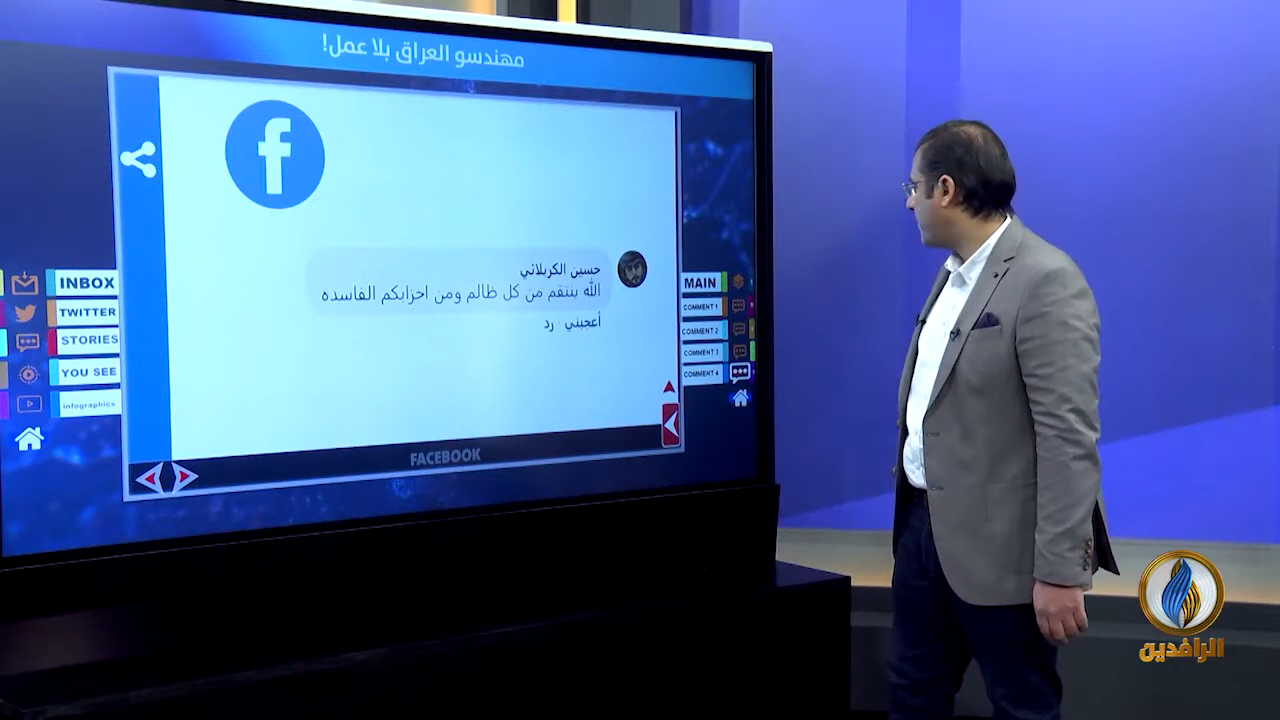 مهندسو العراق بلا عمل!
f
حسين الكربلائي
الله ينتقم من كل ظالم ومن احزابكم الفاسده
أعجبني رد
FACEBOOK
INBOX
TWITTER
STORIES
YOU SEE
infographics
MAIN
COMMENT 1
COMMENT 2
COMMENT 3
COMMENT 4
الرافدين